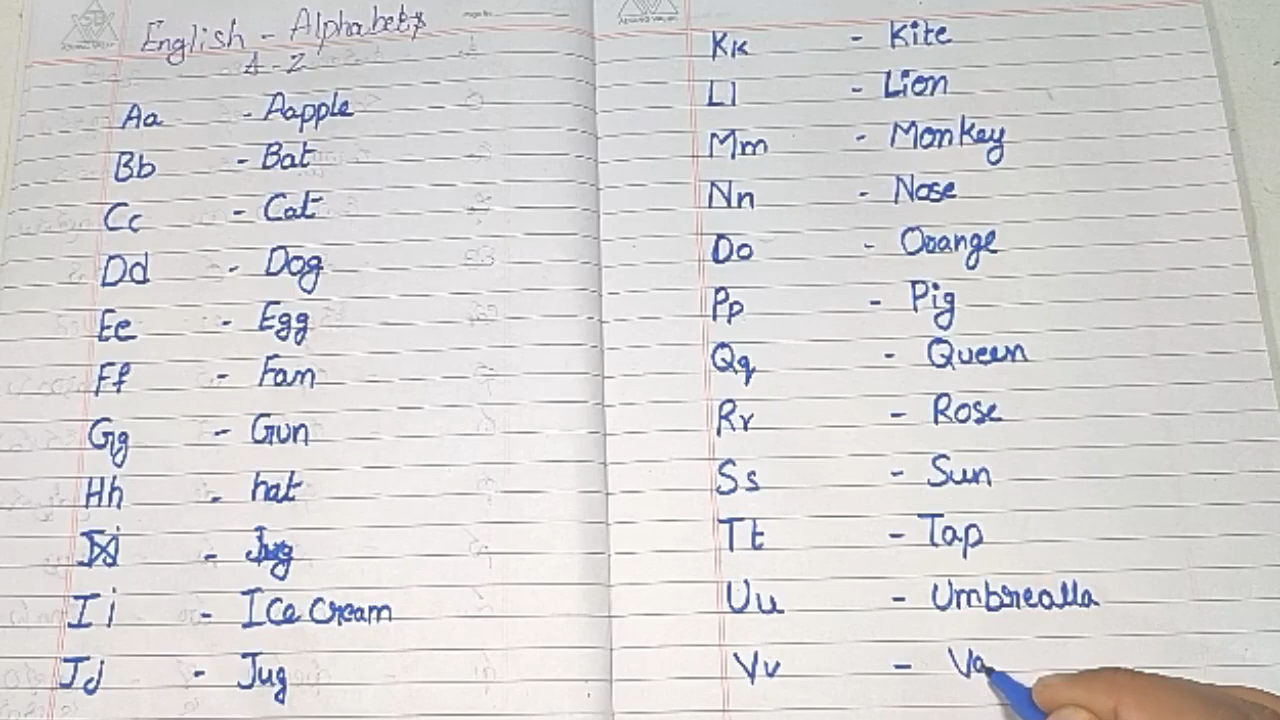 English - Alphabets
A - Z
Aa - Aapple
Bb - Bat
Cc - Cat
Dd - Dog
Ee - Egg
Ff - Fan
Gg - Gun
Hh - hat
- Jug
Ii - Ice Cream
Jj - Jug
Kk - Kite
Ll - Lion
Mm - Monkey
Nn - Nose
Oo - Orange
Pp - Pig
Qq - Queen
Rr - Rose
Ss - Sun
Tt - Tap
Uu - Umbrealla
Vv - Va